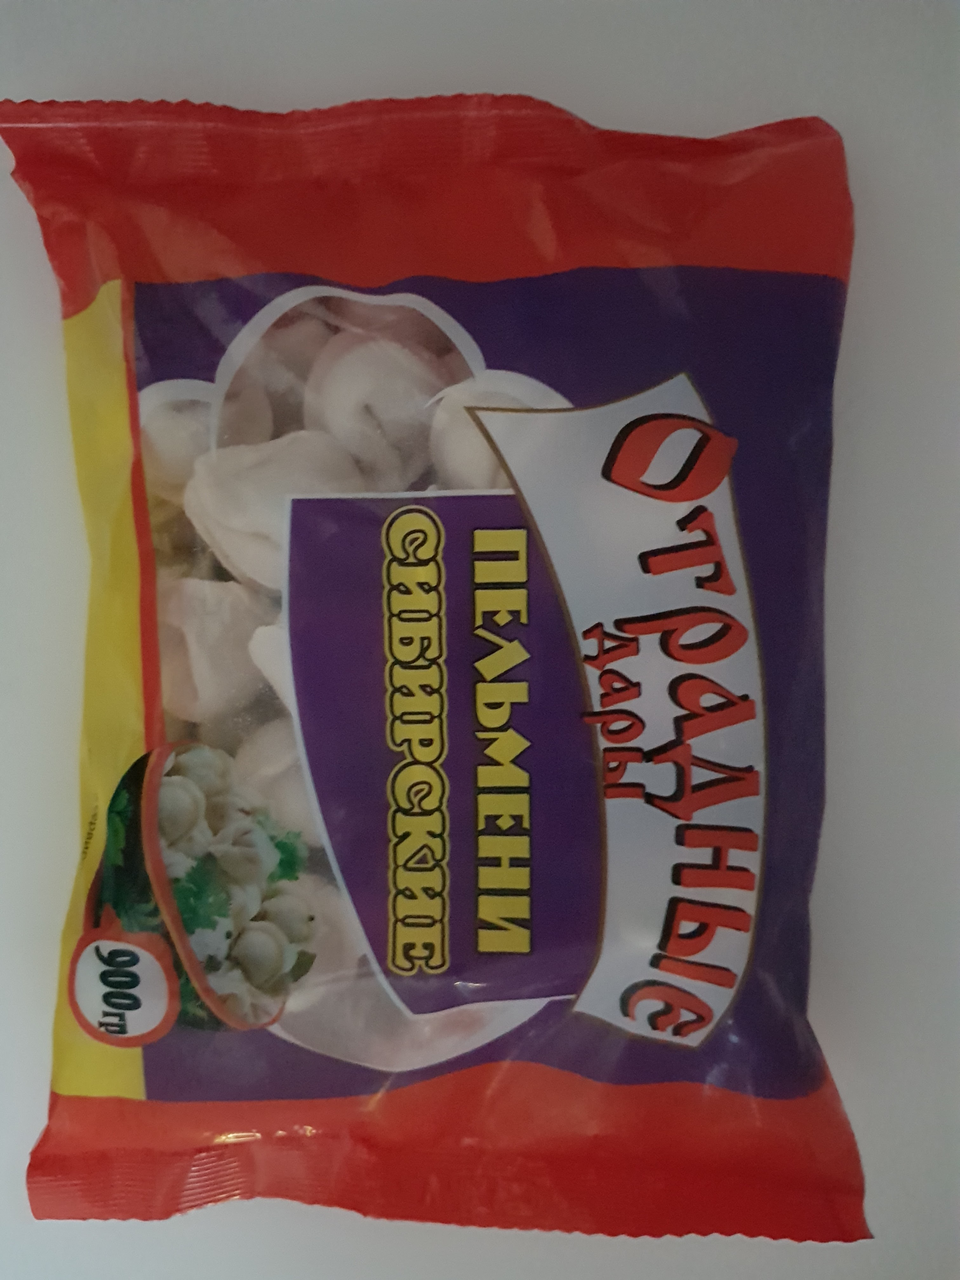 Отрадные
дары
ПЕЛЬМЕНИ
СИБИРСКИЕ
900гр